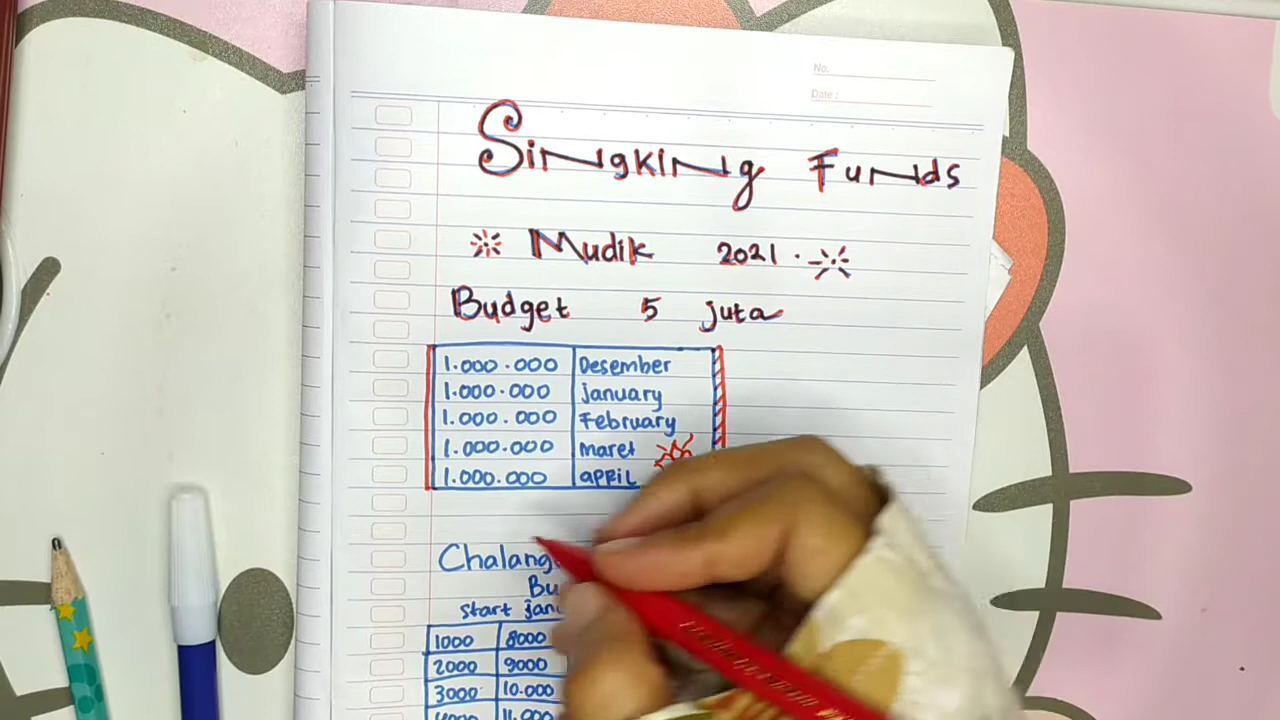 No.
Date :
Singking Funds
Mudik 2021.
Budget 5 juta
1.000.000 Desember
1.000.000 january
1.000.000 February
1.000.000 maret
1.000.000 april
start
1000 8000
2000 9000
3000 10.000
11.000